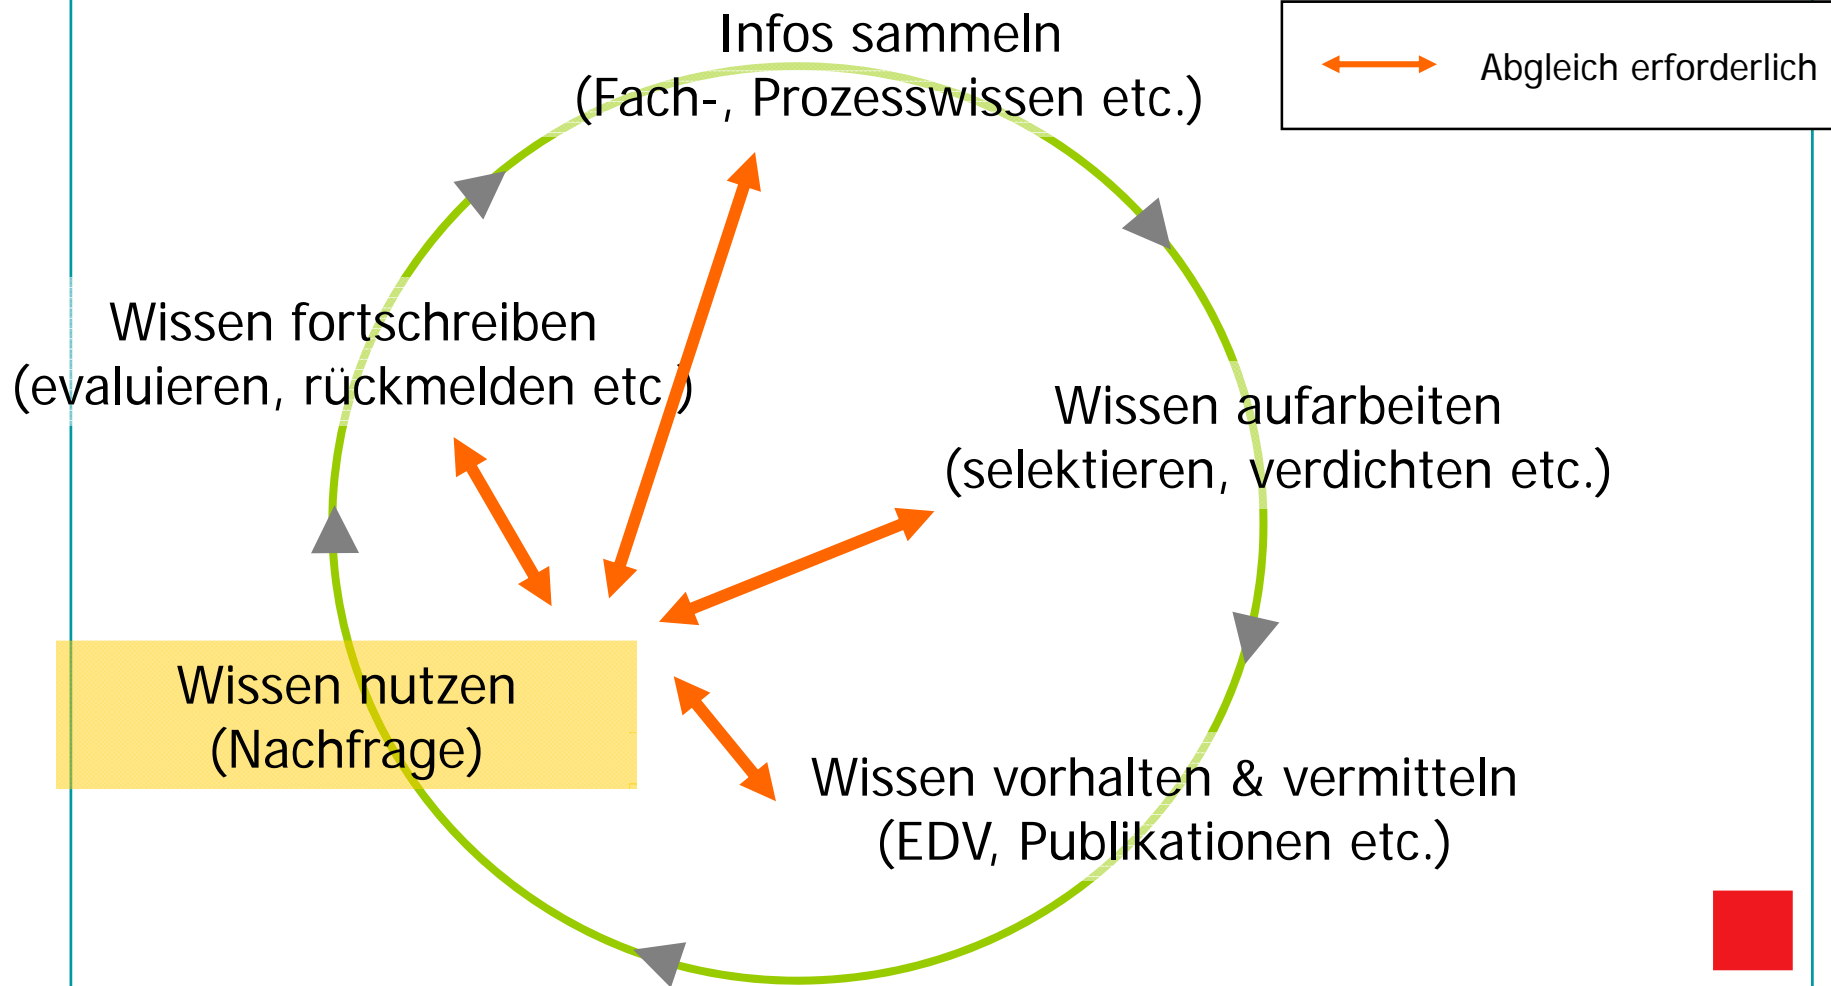 Infos sammeln
(Fach-, Prozesswissen etc.)
Abgleich erforderlich
Wissen fortschreiben
(evaluieren, rückmelden etc )
Wissen aufarbeiten
(selektieren, verdichten etc.)
Wissen nutzen
(Nachfrage)
Wissen vorhalten & vermitteln
(EDV, Publikationen etc.)